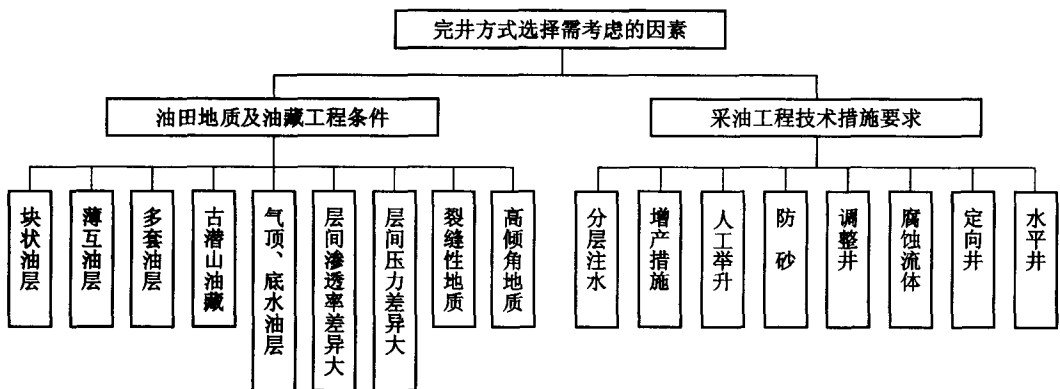 完井方式选择需考虑的因素
油田地质及油藏工程条件
采油工程技术措施要求
块状油层
薄互油层
多套油层
古潜山油藏
气顶、底水油层
层间渗透率差异大
层间压力差异大
裂缝性地质
高倾角地质
分层注水
增产措施
人工举升
防 砂
调整井
腐蚀流体
定向井
水平井